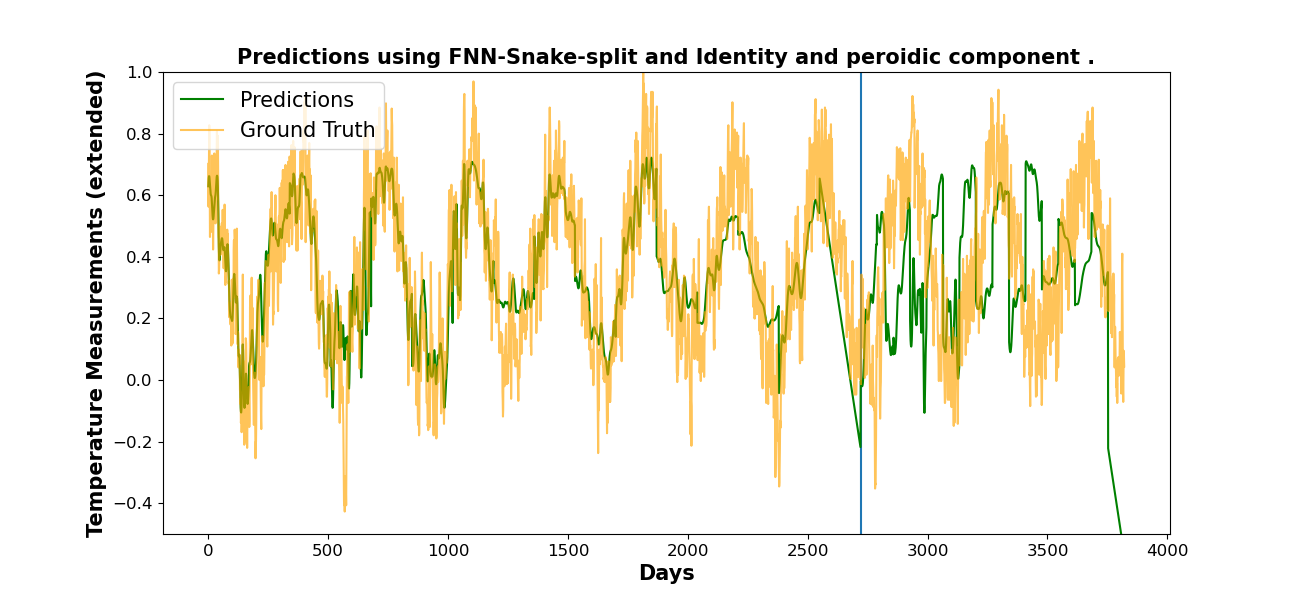 Predictions using FNN-Snake-split and Identity and peroidic component .
Predictions
Ground Truth
Temperature Measurements (extended)
1.0
0.8
0.6
0.4
0.2
0.0
−0.2
−0.4
0 500 1000 1500 2000 2500 3000 3500 4000
Days